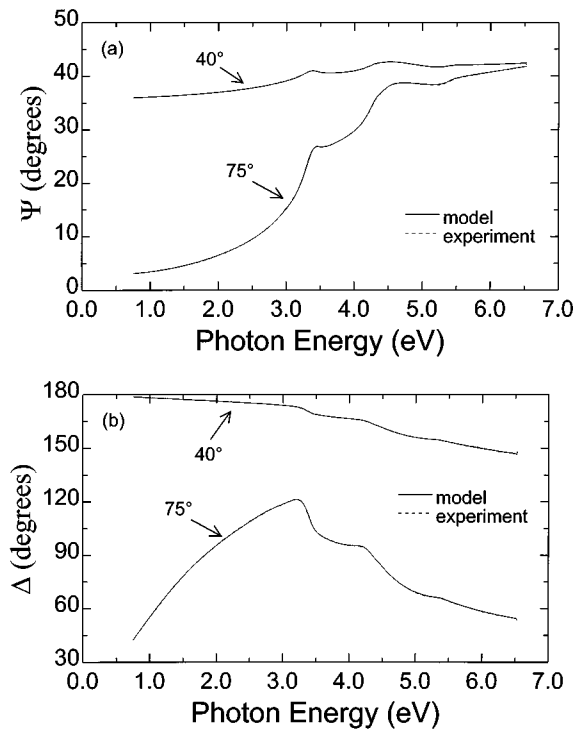 50
(a)
40°
40
30
75°
20
model
experiment
10
0
Ψ (degrees)
0.0 1.0 2.0 3.0 4.0 5.0 6.0 7.0
Photon Energy (eV)
180
(b)
150
40°
120
model
experiment
75°
90
60
30
Δ (degrees)
0.0 1.0 2.0 3.0 4.0 5.0 6.0 7.0
Photon Energy (eV)